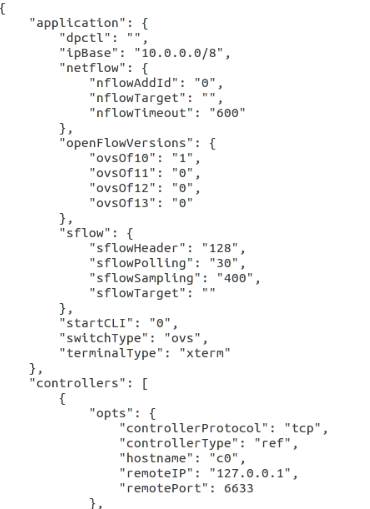 {
    "application": {
        "dpctl": "",
        "ipBase": "10.0.0.0/8",
        "netflow": {
            "nflowAddId": "0",
            "nflowTarget": "",
            "nflowTimeout": "600"
        },
        "openFlowVersions": {
            "ovsOf10": "1",
            "ovsOf11": "0",
            "ovsOf12": "0",
            "ovsOf13": "0"
        },
        "sflow": {
            "sflowHeader": "128",
            "sflowPolling": "30",
            "sflowSampling": "400",
            "sflowTarget": ""
        },
        "startCLI": "0",
        "switchType": "ovs",
        "terminalType": "xterm"
    },
    "controllers": [
        {
            "opts": {
                "controllerProtocol": "tcp",
                "controllerType": "ref",
                "hostname": "c0",
                "remoteIP": "127.0.0.1",
                "remotePort": 6633
            },